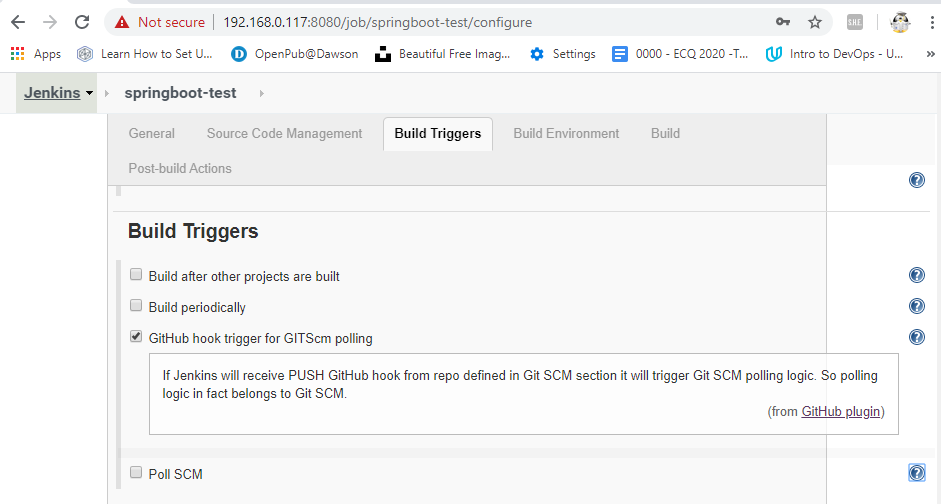 Not secure | 192.168.0.117:8080/job/springboot-test/configure
SRE
Apps Learn How to Set U... OpenPub@Dawson Beautiful Free Imag... Settings 0000 - ECQ 2020 -T... Intro to DevOps - U... »
Jenkins springboot-test
General Source Code Management Build Triggers Build Environment Build
Post-build Actions
Build Triggers
Build after other projects are built
Build periodically
GitHub hook trigger for GITScm polling
If Jenkins will receive PUSH GitHub hook from repo defined in Git SCM section it will trigger Git SCM polling logic. So polling
logic in fact belongs to Git SCM.
(from GitHub plugin)
Poll SCM